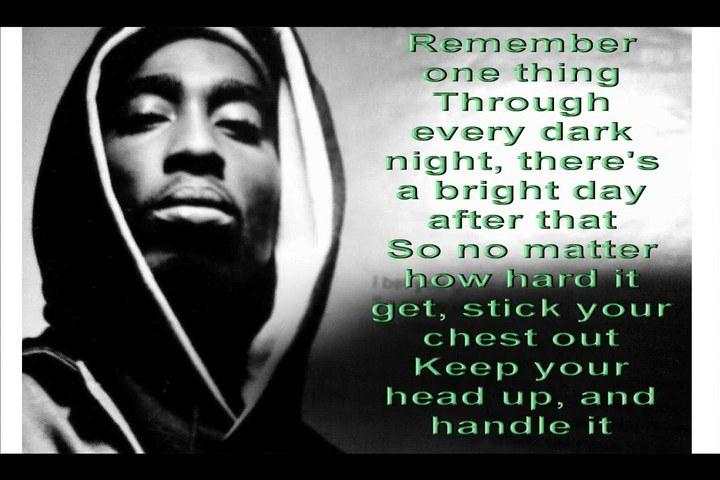 Remember
one thing
Through
every dark
night, there's
a bright day
after that
So no matter
how hard it
get, stick your
chest out
Keep your
head up, and
handle it